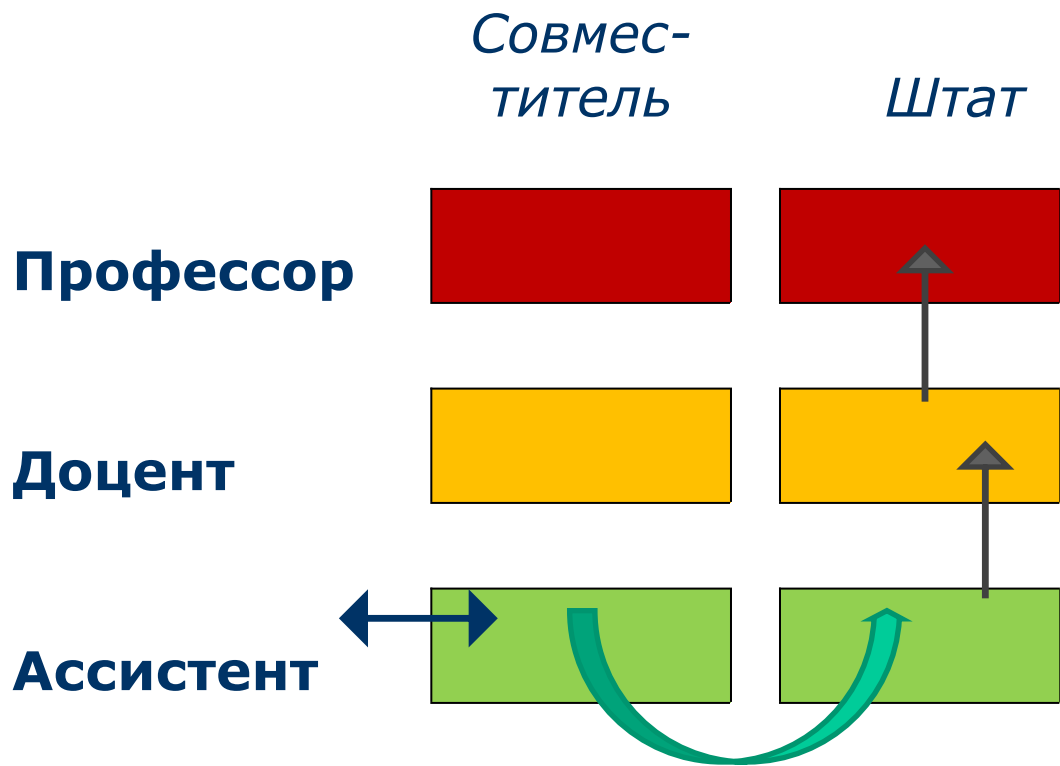 Совмес-
титель
Штат
Профессор
Доцент
Ассистент